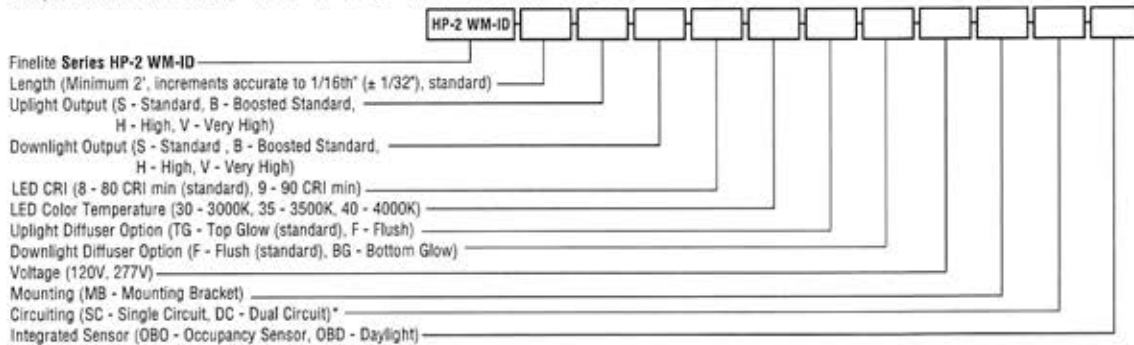 HP-2 WM-ID
Finelite Series HP-2 WM-ID
Length (Minimum 2', increments accurate to 1/16th" (± 1/32"), standard)
Uplight Output (S - Standard, B - Boosted Standard,
H - High, V - Very High)
Downlight Output (S - Standard , B - Boosted Standard,
H - High, V - Very High)
LED CRI (8 - 80 CRI min (standard), 9 - 90 CRI min)
LED Color Temperature (30 - 3000K, 35 - 3500K, 40 - 4000K)
Uplight Diffuser Option (TG - Top Glow (standard), F - Flush)
Downlight Diffuser Option (F - Flush (standard), BG - Bottom Glow)
Voltage (120V, 277V)
Mounting (MB - Mounting Bracket)
Circuiting (SC - Single Circuit, DC - Dual Circuit)*
Integrated Sensor (OBO - Occupancy Sensor, OBD - Daylight)